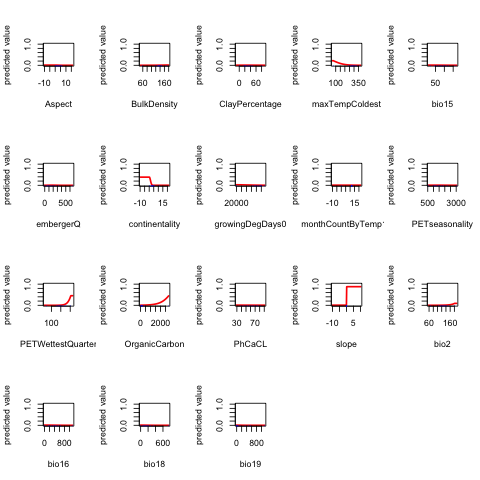 predicted value predicted value predicted value predicted value predicted value
0.0 1.0 0.0 1.0 0.0 1.0 0.0 1.0 0.0 1.0
-10 10 60 160 0 60 100 350 50
Aspect BulkDensity ClayPercentage maxTempColdest bio15
predicted value predicted value predicted value predicted value predicted value
0.0 1.0 0.0 1.0 0.0 1.0 0.0 1.0 0.0 1.0
0 500 -10 15 20000 -10 15 500 3000
embergerQ continentality growingDegDays0 monthCountByTemp PETseasonality
predicted value predicted value predicted value predicted value predicted value
0.0 1.0 0.0 1.0 0.0 1.0 0.0 1.0 0.0 1.0
100 0 2000 30 70 -10 5 60 160
PETWettestQuarter OrganicCarbon PhCaCL slope bio2
predicted value predicted value predicted value
0.0 1.0 0.0 1.0 0.0 1.0
0 800 0 600 0 800
bio16 bio18 bio19